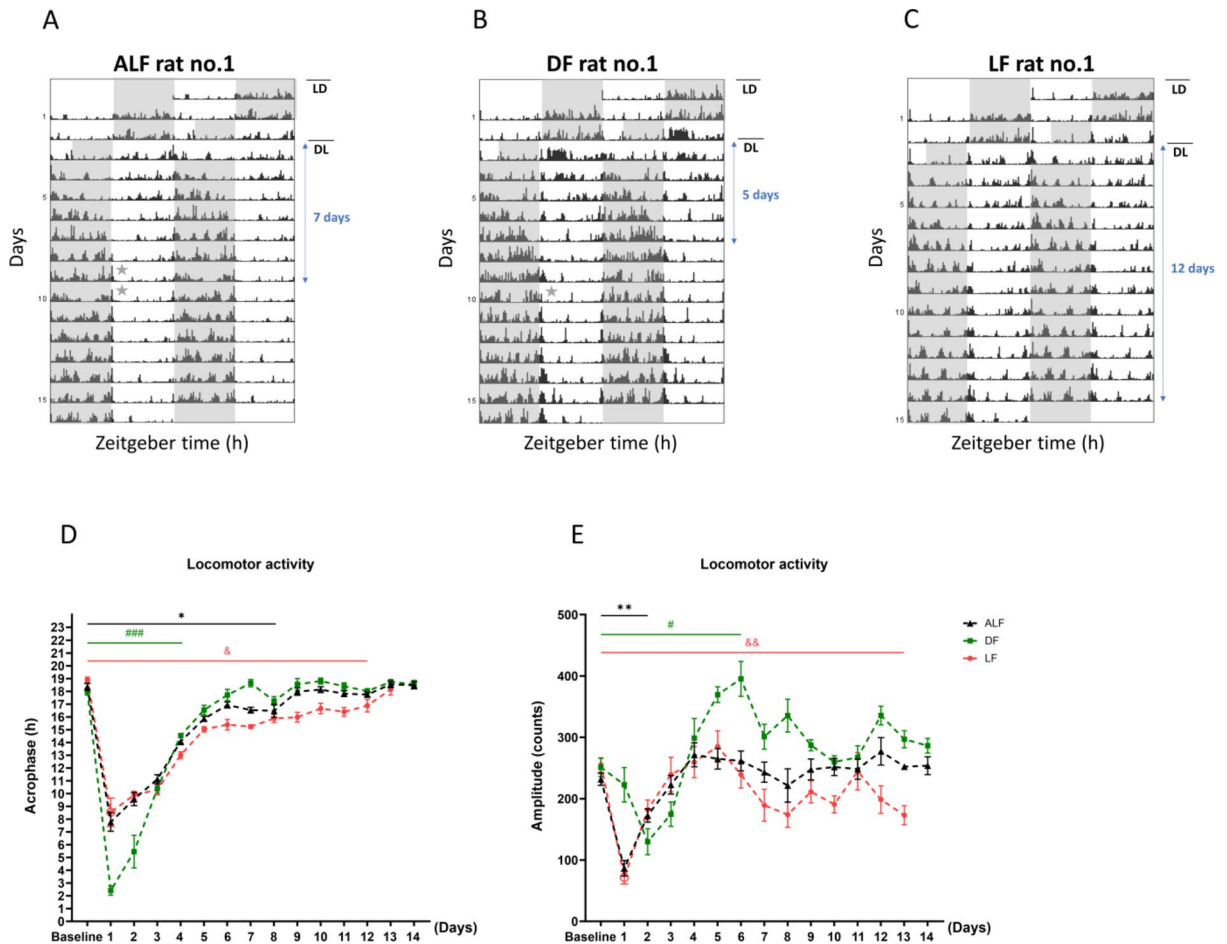 A
ALF rat no.1
LD
DL
7 days
1
5
10
15
Days
Zeitgeber time (h)
B
DF rat no.1
LD
DL
5 days
1
5
10
15
Days
Zeitgeber time (h)
C
LF rat no.1
LD
DL
12 days
1
5
10
15
Days
Zeitgeber time (h)
D
Locomotor activity
*
###
&
23
22
21
20
19
18
17
16
15
14
13
12
11
10
9
8
7
6
5
4
3
2
1
0
Acrophase (h)
Baseline 1 2 3 4 5 6 7 8 9 10 11 12 13 14 (Days)
E
Locomotor activity
**
#
&&
500
400
300
200
100
0
Amplitude (counts)
Baseline 1 2 3 4 5 6 7 8 9 10 11 12 13 14 (Days)
ALF
DF
LF